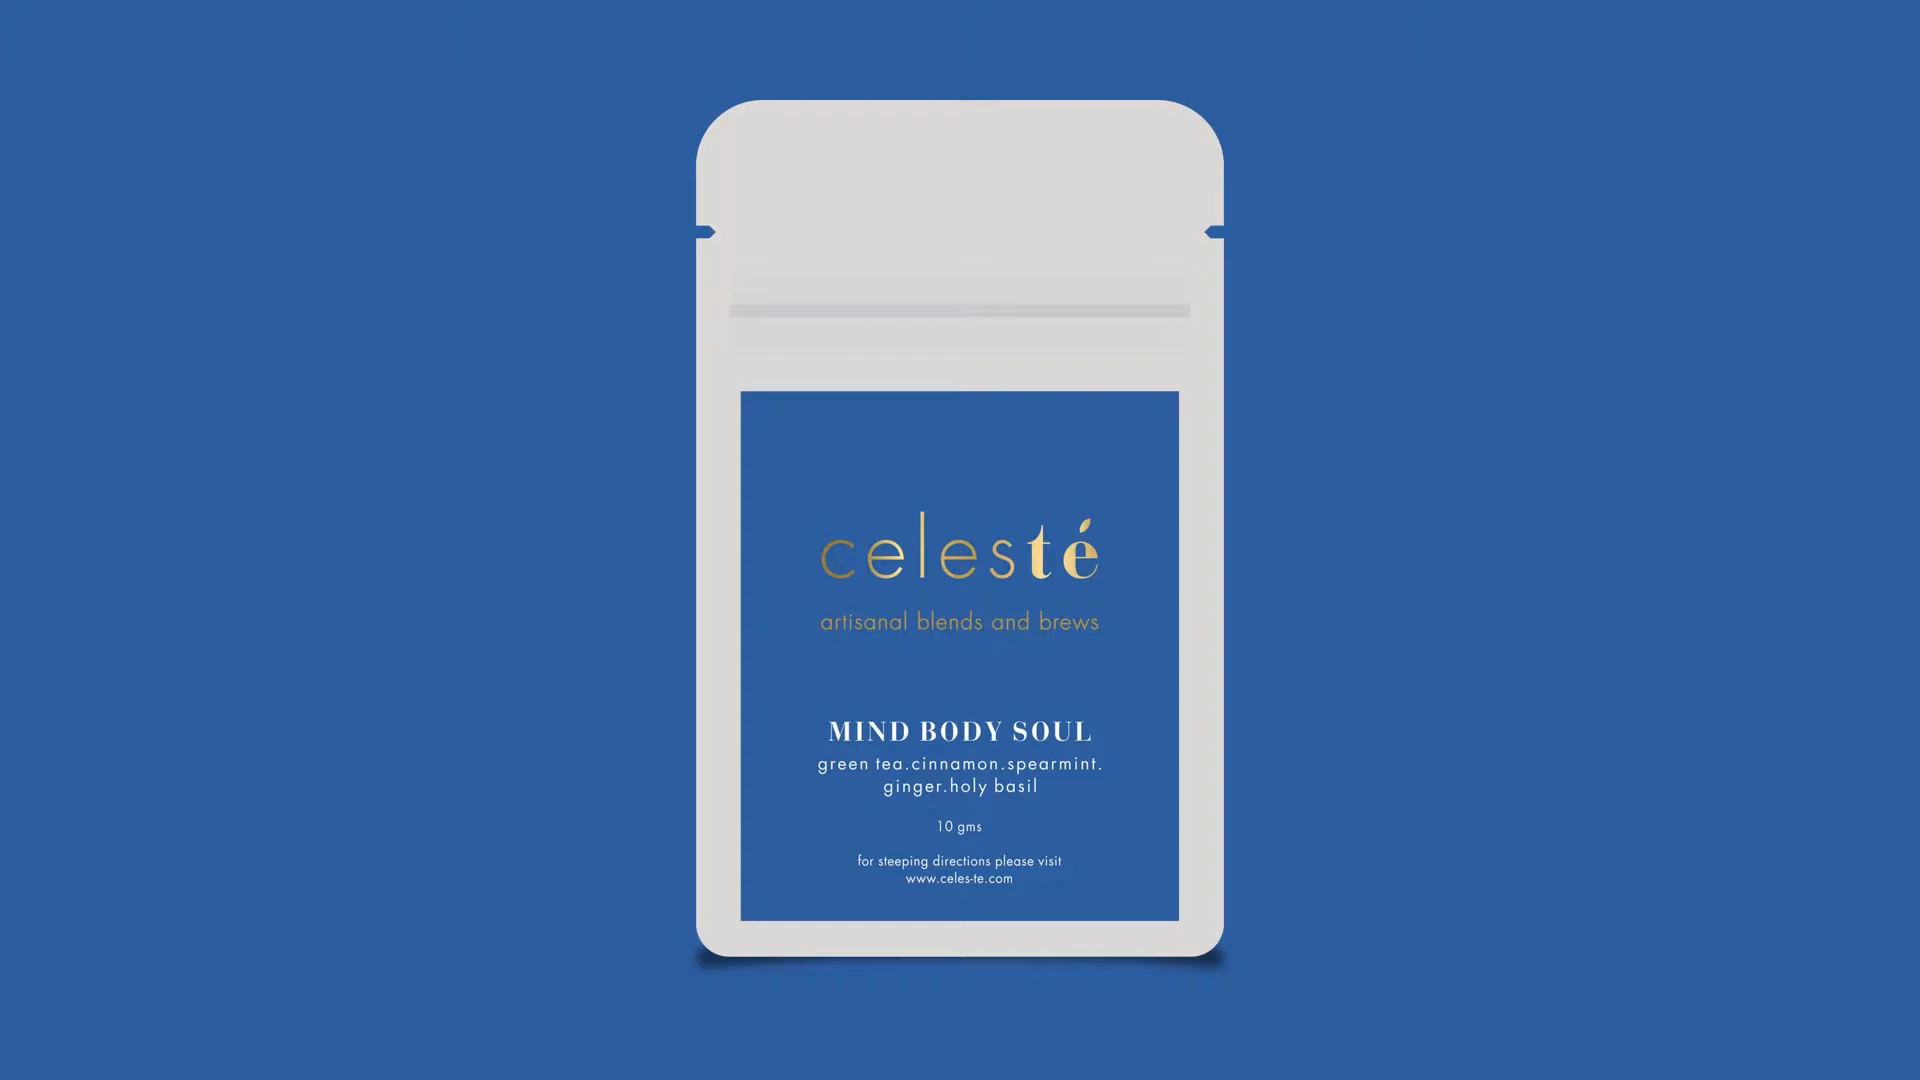 celesté
artisanal blends and brews
MIND BODY SOUL
green tea.cinnamon.spearmint.
ginger.holy basil
10 gms
for steeping directions please visit
www.celes-te.com